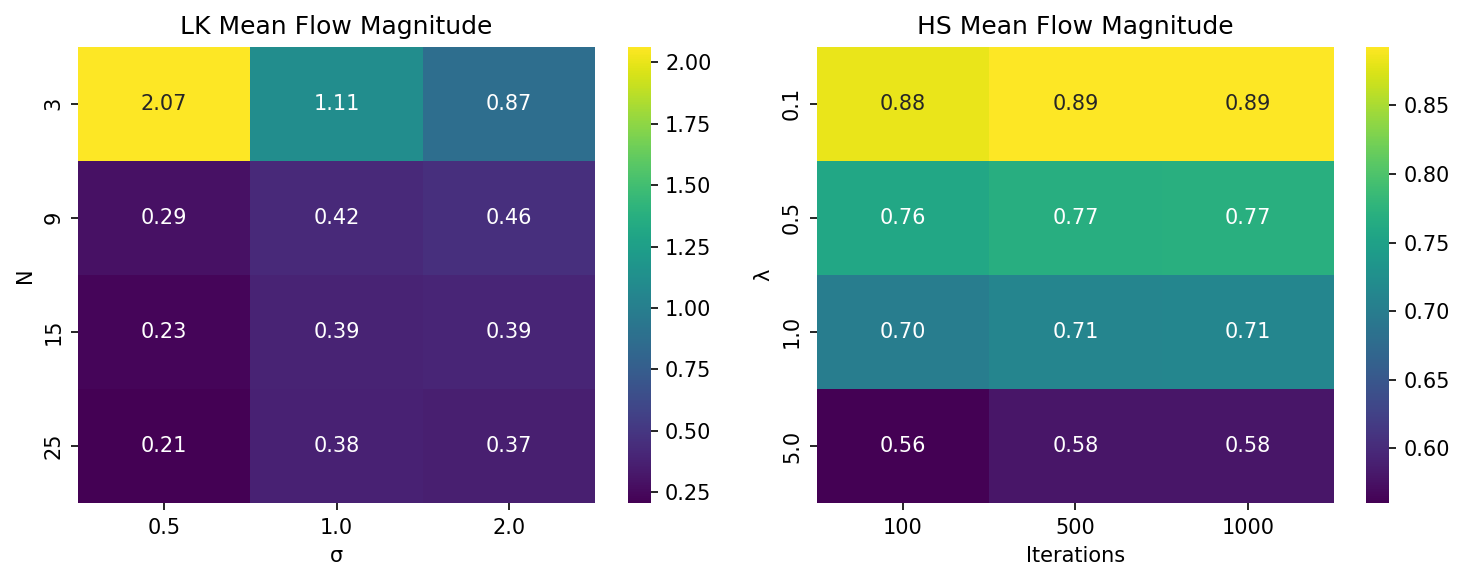 LK Mean Flow Magnitude
N
3 2.07 1.11 0.87
9 0.29 0.42 0.46
15 0.23 0.39 0.39
25 0.21 0.38 0.37
0.5 1.0 2.0
σ
2.00
1.75
1.50
1.25
1.00
0.75
0.50
0.25
HS Mean Flow Magnitude
λ
0.1 0.88 0.89 0.89
0.5 0.76 0.77 0.77
1.0 0.70 0.71 0.71
5.0 0.56 0.58 0.58
100 500 1000
Iterations
0.85
0.80
0.75
0.70
0.65
0.60